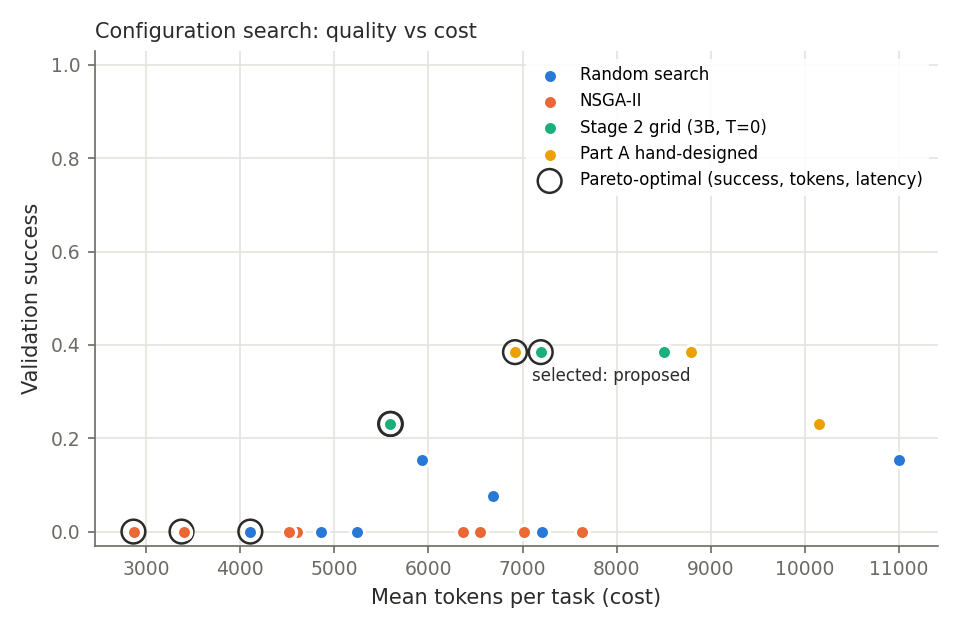 Configuration search: quality vs cost
1.0
0.8
0.6
0.4
0.2
0.0
Validation success
Random search
NSGA-II
Stage 2 grid (3B, T=0)
Part A hand-designed
Pareto-optimal (success, tokens, latency)
selected: proposed
3000 4000 5000 6000 7000 8000 9000 10000 11000
Mean tokens per task (cost)